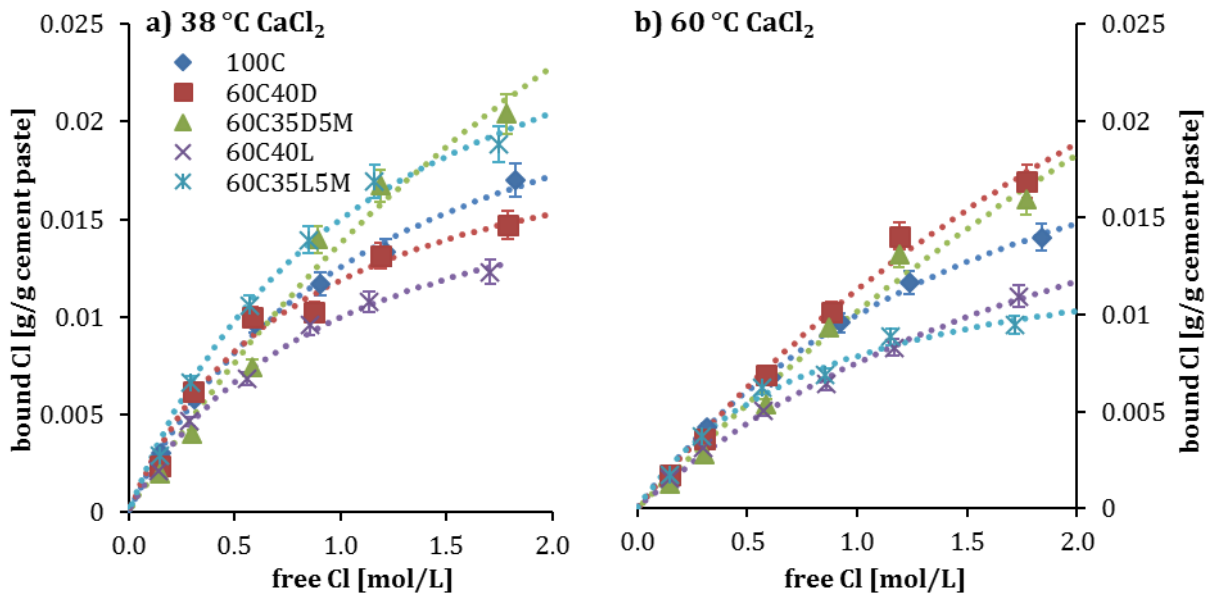 a) 38 °C CaCl₂
100C
60C40D
60C35D5M
60C40L
60C35L5M
0.025
0.02
0.015
0.01
0.005
0
bound Cl [g/g cement paste]
0.0 0.5 1.0 1.5 2.0
free Cl [mol/L]
b) 60 °C CaCl₂
0.025
0.020
0.015
0.010
0.005
0.000
bound Cl [g/g cement paste]
0.0 0.5 1.0 1.5 2.0
free Cl [mol/L]